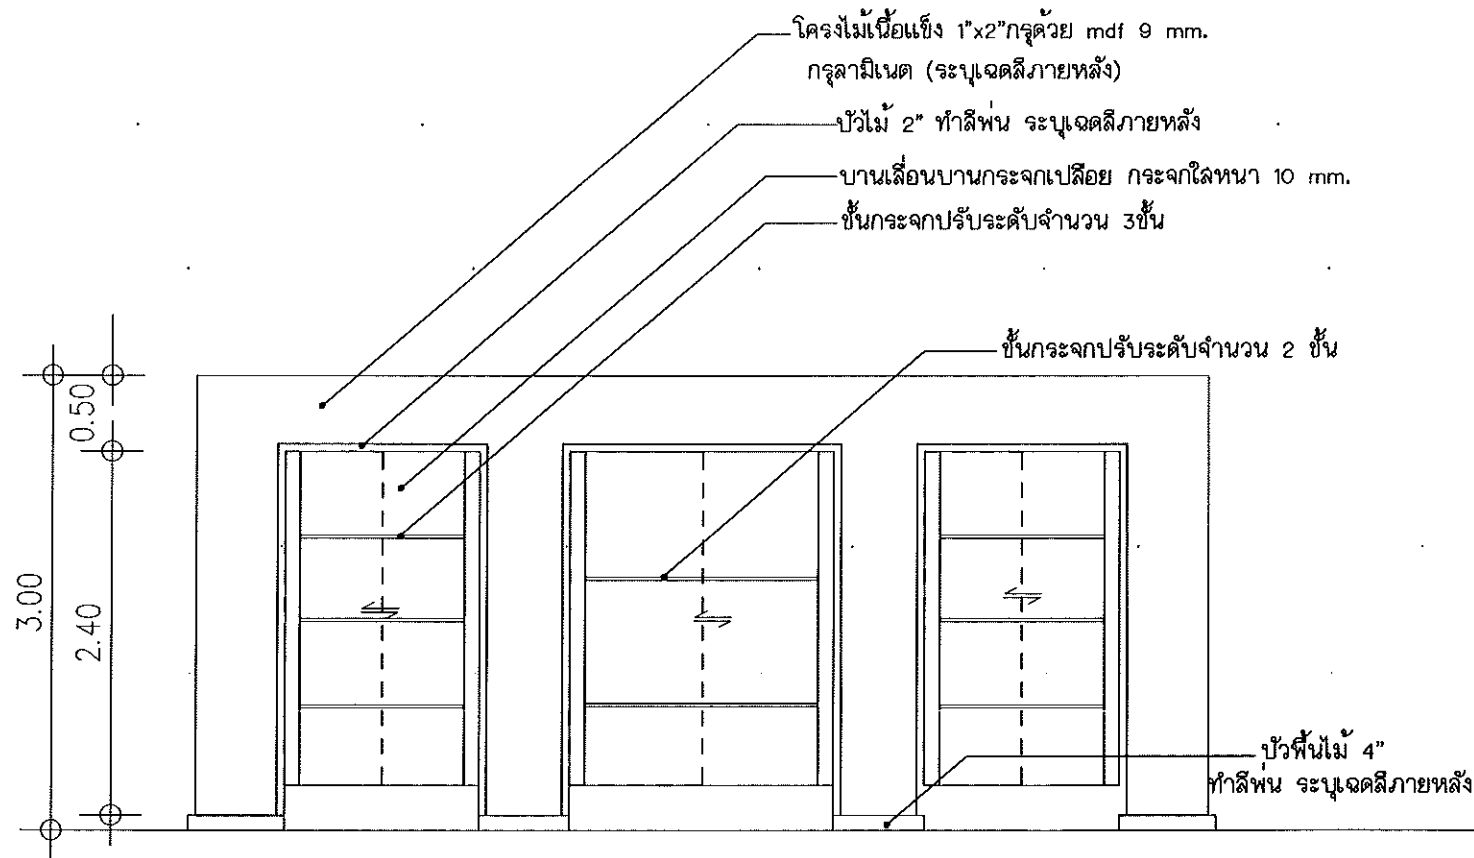 โครงไม้เนื้อแข็ง 1"x2"กรุด้วย mdf 9 mm.
กรุลามิเนต (ระบุเฉดสีภายหลัง)
บัวไม้ 2" ทำสีพ่น ระบุเฉดสีภายหลัง
บานเลื่อนบานกระจกเปลือย กระจกใสหนา 10 mm.
ชั้นกระจกปรับระดับจำนวน 3ชั้น
ชั้นกระจกปรับระดับจำนวน 2 ชั้น
0.50
3.00
2.40
บัวพื้นไม้ 4"
ทำสีพ่น ระบุเฉดสีภายหลัง